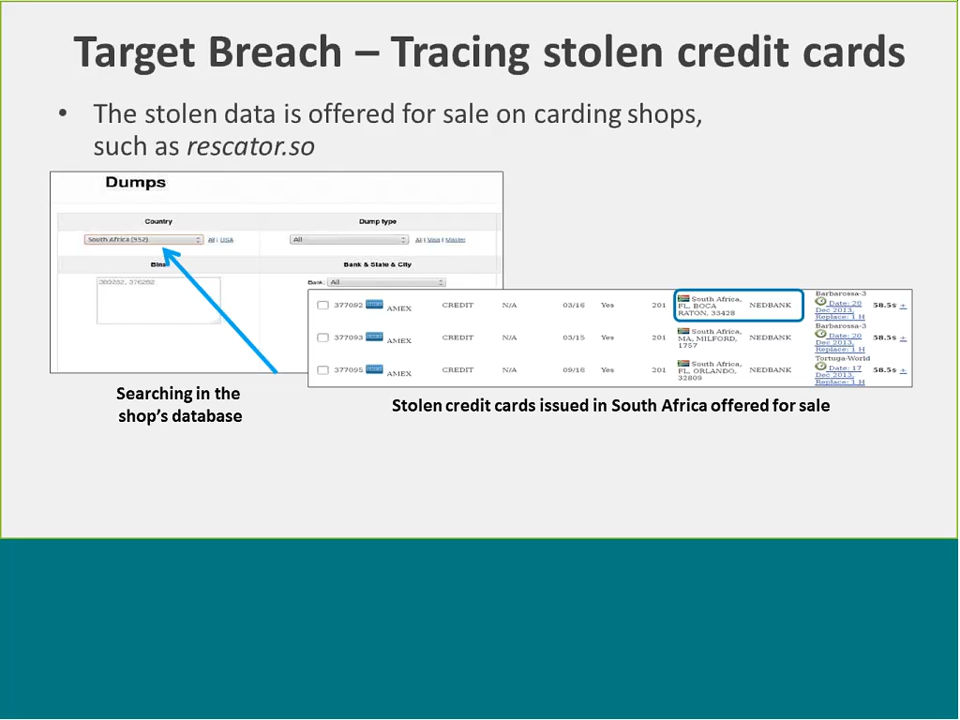 Target Breach – Tracing stolen credit cards
• The stolen data is offered for sale on carding shops,
such as rescator.so
Dumps
Country
Dump type
South Africa (952)
All | USA
All
All | Visa | Master
Bins
Bank & State & City
380282, 376282
Bank: All
377092 AMEX CREDIT N/A 03/16 Yes 201 South Africa, FL, BOCA RATON, 33428 NEDBANK Barbarossa-3 Date: 20 Dec 2013, Replace: 1 H 58.5$ +
377093 AMEX CREDIT N/A 03/15 Yes 201 South Africa, MA, MILFORD, 1757 NEDBANK Barbarossa-3 Date: 20 Dec 2013, Replace: 1 H 58.5$ +
377095 AMEX CREDIT N/A 09/16 Yes 201 South Africa, FL, ORLANDO, 32809 NEDBANK Tortuga-World Date: 17 Dec 2013, Replace: 1 H 58.5$ +
Searching in the
shop's database
Stolen credit cards issued in South Africa offered for sale